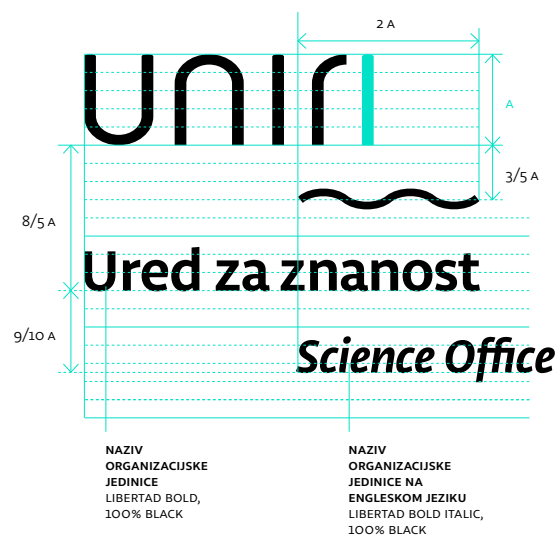 2 A
uniri
A
3/5 A
8/5 A
Ured za znanost
9/10 A
Science Office
NAZIV
ORGANIZACIJSKE
JEDINICE
LIBERTAD BOLD,
100% BLACK
NAZIV
ORGANIZACIJSKE
JEDINICE NA
ENGLESKOM JEZIKU
LIBERTAD BOLD ITALIC,
100% BLACK